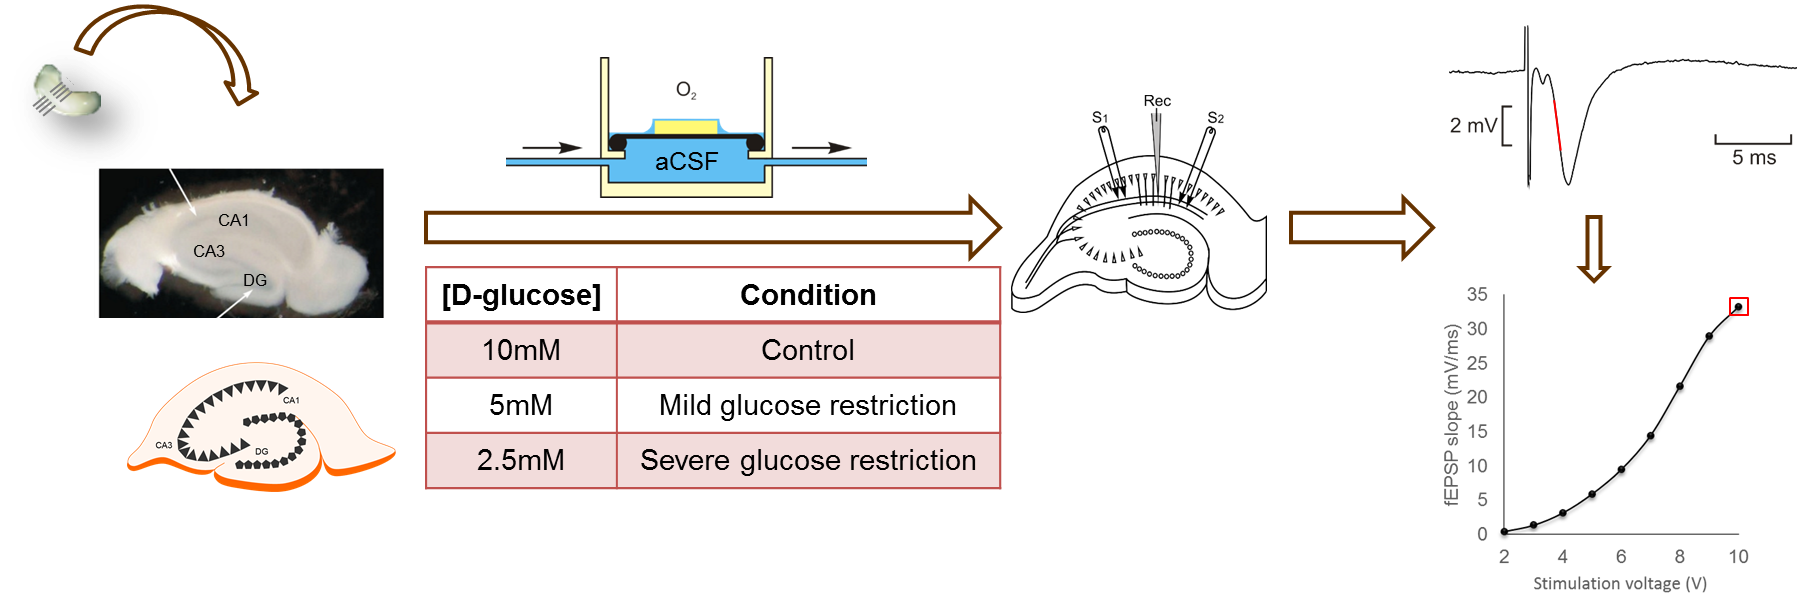 CA1
CA3
DG
CA1
CA3
DG
O2
aCSF
[D-glucose] Condition
10mM Control
5mM Mild glucose restriction
2.5mM Severe glucose restriction
S1 Rec S2
2 mV
5 ms
fEPSP slope (mV/ms)
35
30
25
20
15
10
5
0
2 4 6 8 10
Stimulation voltage (V)